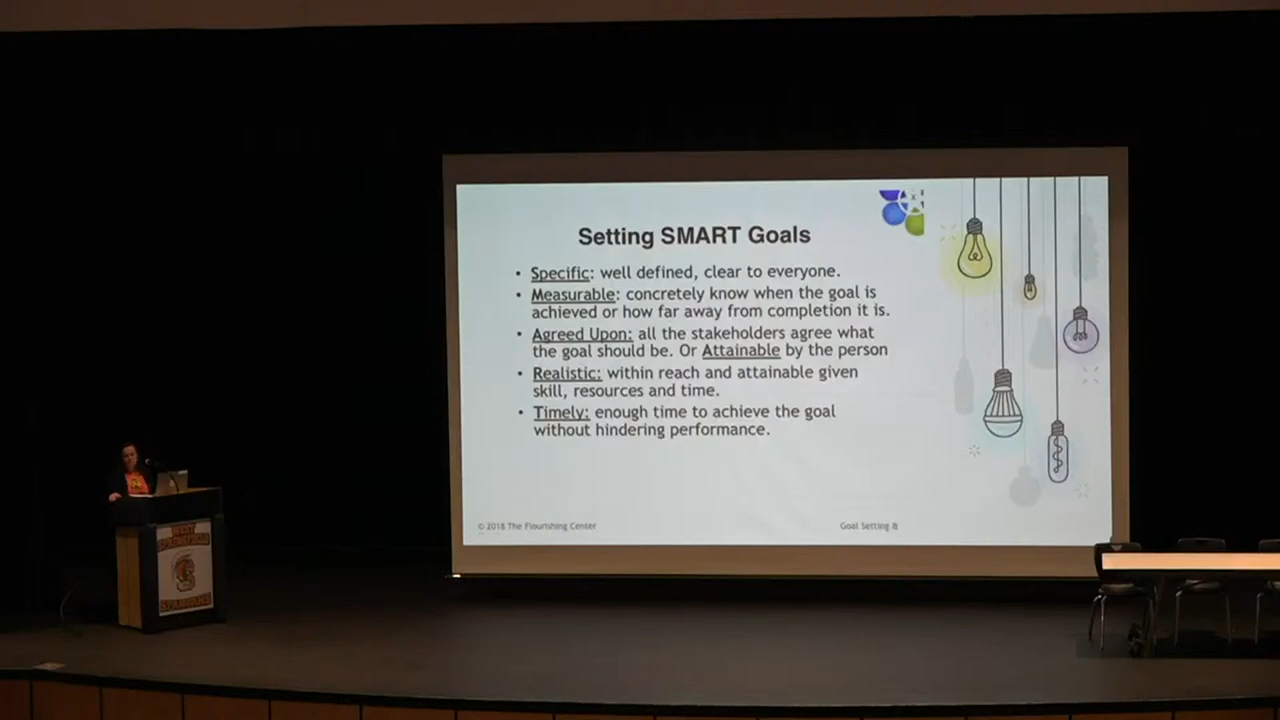 Setting SMART Goals
• Specific: well defined, clear to everyone.
• Measurable: concretely know when the goal is
achieved or how far away from completion it is.
• Agreed Upon: all the stakeholders agree what
the goal should be. Or Attainable by the person
• Realistic: within reach and attainable given
skill, resources and time.
• Timely: enough time to achieve the goal
without hindering performance.
© 2018 The Flourishing Center
Goal Setting &
WEST
SPRINGFIELD
SPARTANS